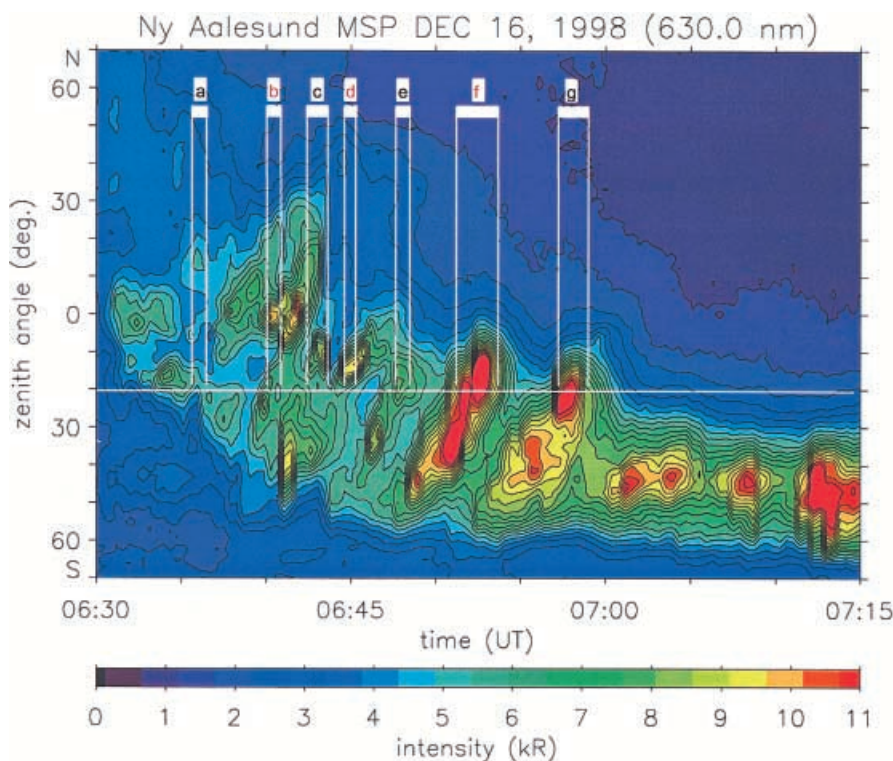 Ny Aalesund MSP DEC 16, 1998 (630.0 nm)
N
60
30
0
30
60
S
zenith angle (deg.)
a b c d e f g
06:30 06:45 07:00 07:15
time (UT)
0 1 2 3 4 5 6 7 8 9 10 11
intensity (kR)